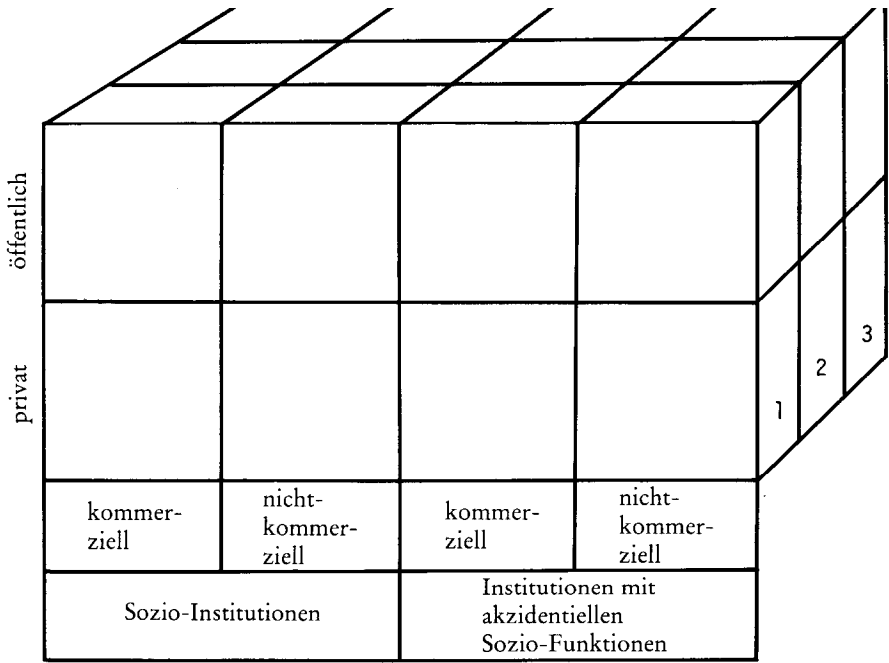 öffentlich
privat
1
2
3
kommer-
ziell
nicht-
kommer-
ziell
kommer-
ziell
nicht-
kommer-
ziell
Sozio-Institutionen
Institutionen mit
akzidentiellen
Sozio-Funktionen